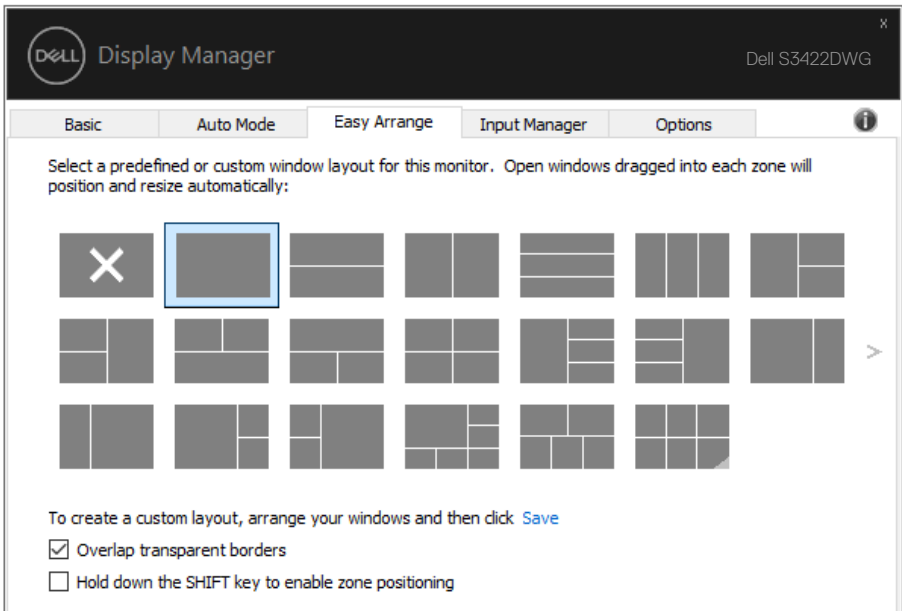 x
DELL Display Manager
Dell S3422DWG
Basic Auto Mode Easy Arrange Input Manager Options
Select a predefined or custom window layout for this monitor. Open windows dragged into each zone will
position and resize automatically:
>
To create a custom layout, arrange your windows and then click Save
Overlap transparent borders
Hold down the SHIFT key to enable zone positioning